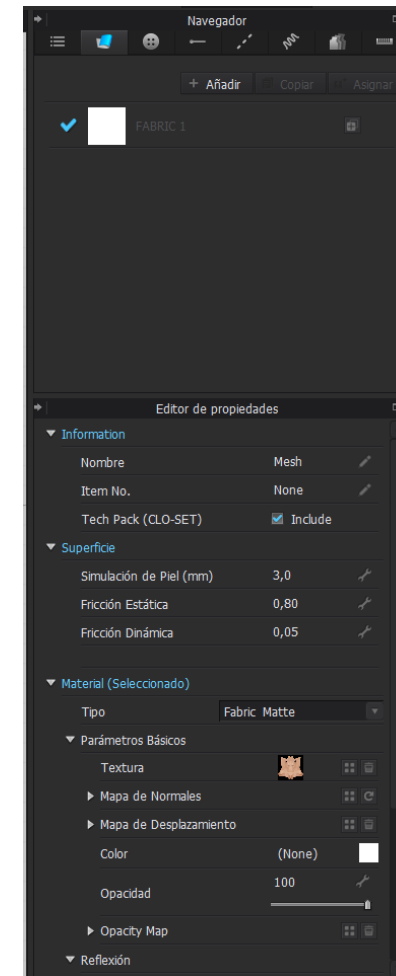 Navegador
+ Añadir Copiar Asignar
FABRIC 1
Editor de propiedades
Information
Nombre Mesh
Item No. None
Tech Pack (CLO-SET) Include
Superficie
Simulación de Piel (mm) 3,0
Fricción Estática 0,80
Fricción Dinámica 0,05
Material (Seleccionado)
Tipo Fabric Matte
Parámetros Básicos
Textura
Mapa de Normales
Mapa de Desplazamento
Color (None)
Opacidad 100
Opacity Map
Reflexión